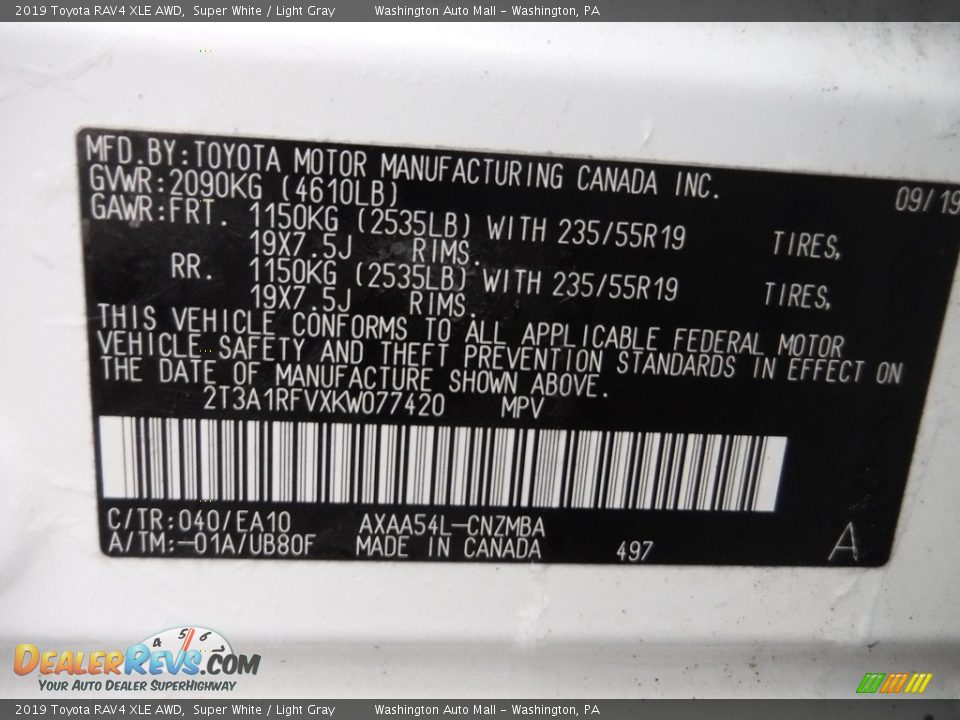 2019 Toyota RAV4 XLE AWD, Super White / Light Gray Washington Auto Mall - Washington, PA
MFD.BY:TOYOTA MOTOR MANUFACTURING CANADA INC. 09/19
GVWR:2090KG (4610LB)
GAWR:FRT. 1150KG (2535LB) WITH 235/55R19 TIRES,
19X7.5J RIMS.
RR. 1150KG (2535LB) WITH 235/55R19 TIRES,
19X7.5J RIMS.
THIS VEHICLE CONFORMS TO ALL APPLICABLE FEDERAL MOTOR
VEHICLE SAFETY AND THEFT PREVENTION STANDARDS IN EFFECT ON
THE DATE OF MANUFACTURE SHOWN ABOVE.
2T3A1RFVXKW077420 MPV
C/TR:040/EA10 AXAA54L-CNZMBA
A/TM:-01A/UB80F MADE IN CANADA 497 A
4 5 6
DEALERREVS.COM
YOUR AUTO DEALER SUPERHIGHWAY
2019 Toyota RAV4 XLE AWD, Super White / Light Gray Washington Auto Mall - Washington, PA